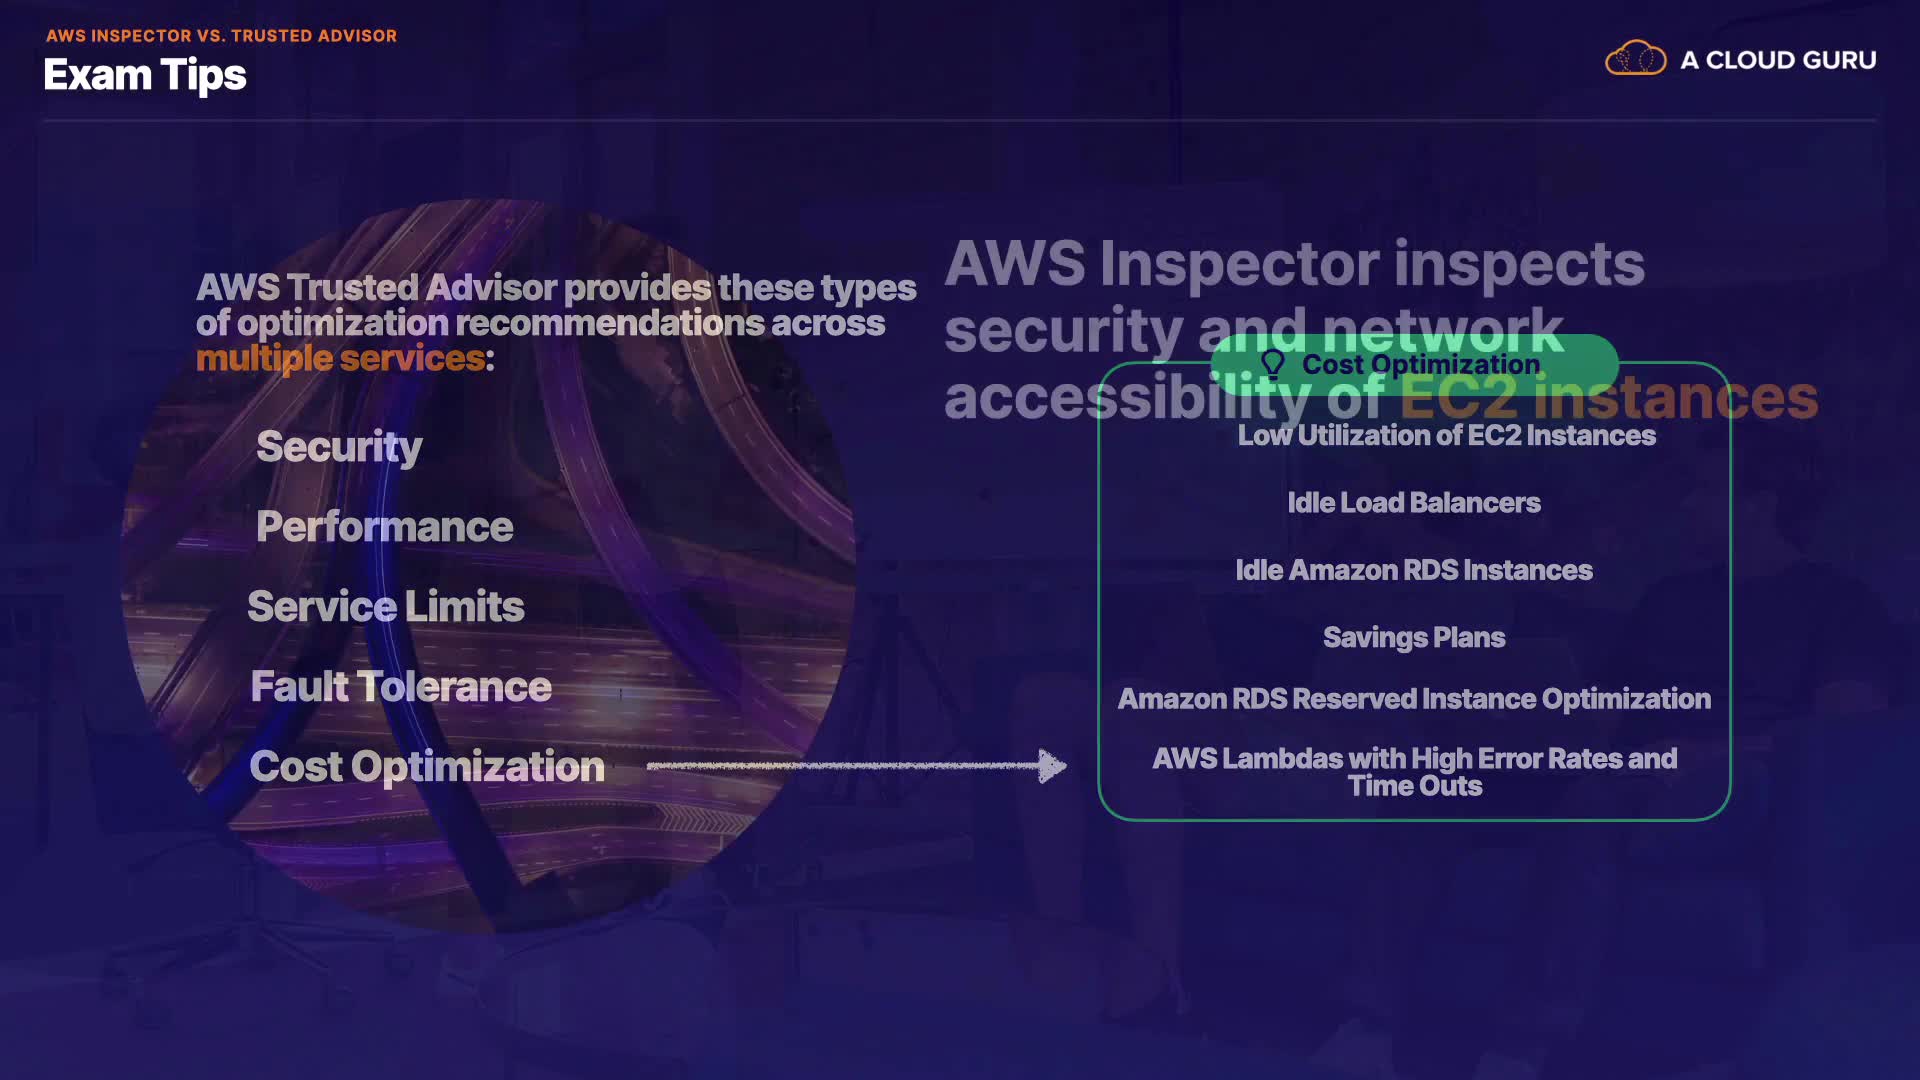 AWS INSPECTOR VS. TRUSTED ADVISOR
Exam Tips
A CLOUD GURU
AWS Trusted Advisor provides these types
of optimization recommendations across
multiple services:
Security
Performance
Service Limits
Fault Tolerance
Cost Optimization
AWS Inspector inspects
security and network
accessibility of EC2 instances
Cost Optimization
Low Utilization of EC2 Instances
Idle Load Balancers
Idle Amazon RDS Instances
Savings Plans
Amazon RDS Reserved Instance Optimization
AWS Lambdas with High Error Rates and
Time Outs